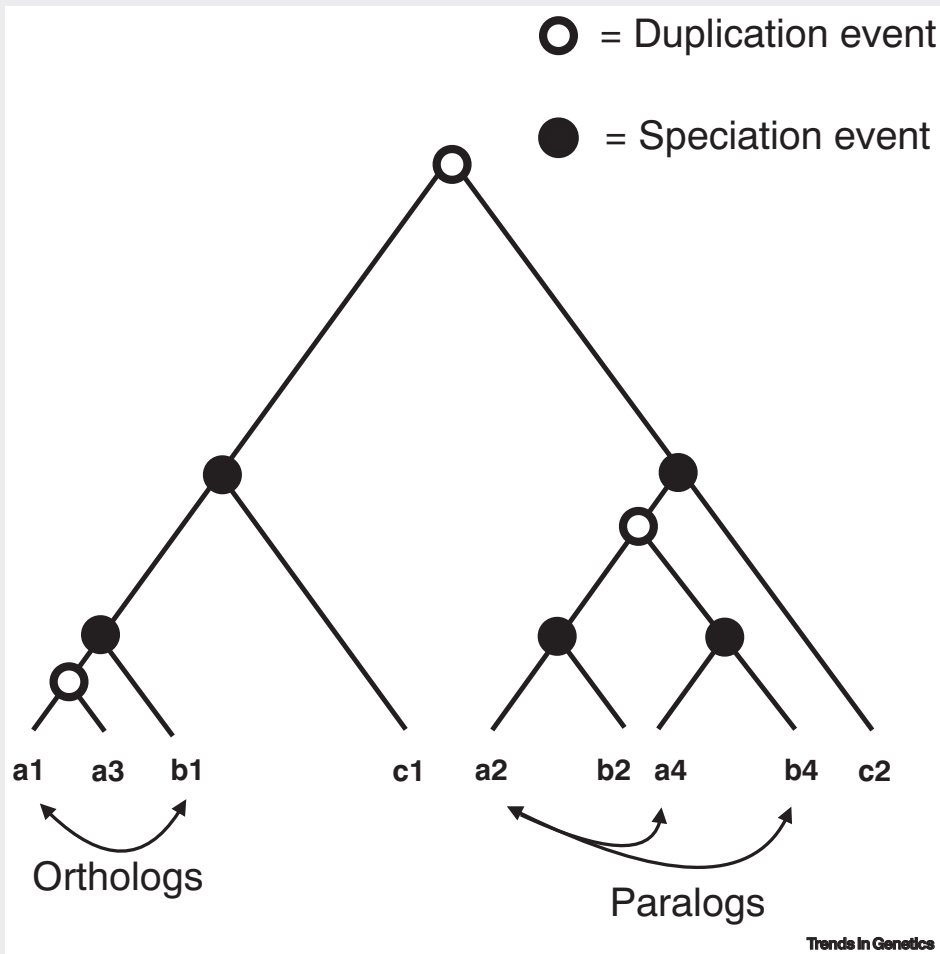 = Duplication event
= Speciation event
a1 a3 b1 c1 a2 b2 a4 b4 c2
Orthologs
Paralogs
Trends in Genetics